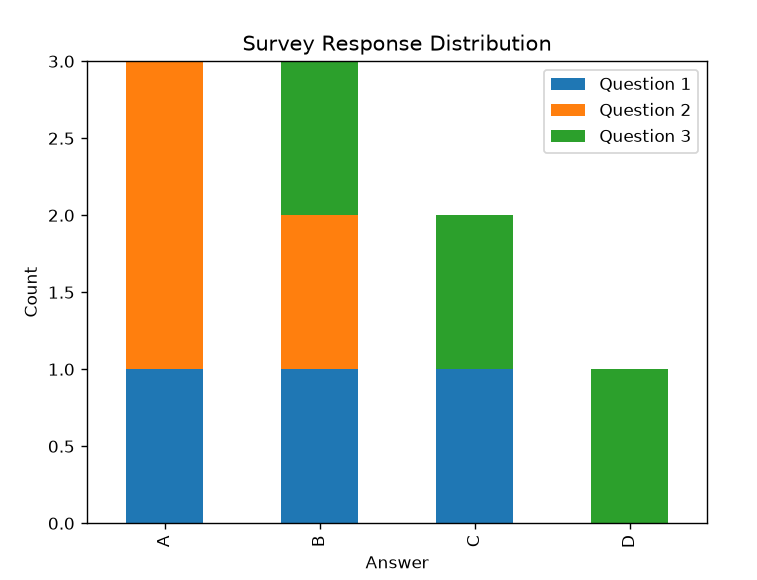 Survey Response Distribution
3.0
2.5
2.0
1.5
1.0
0.5
0.0
Count
Question 1
Question 2
Question 3
A
B
C
D
Answer